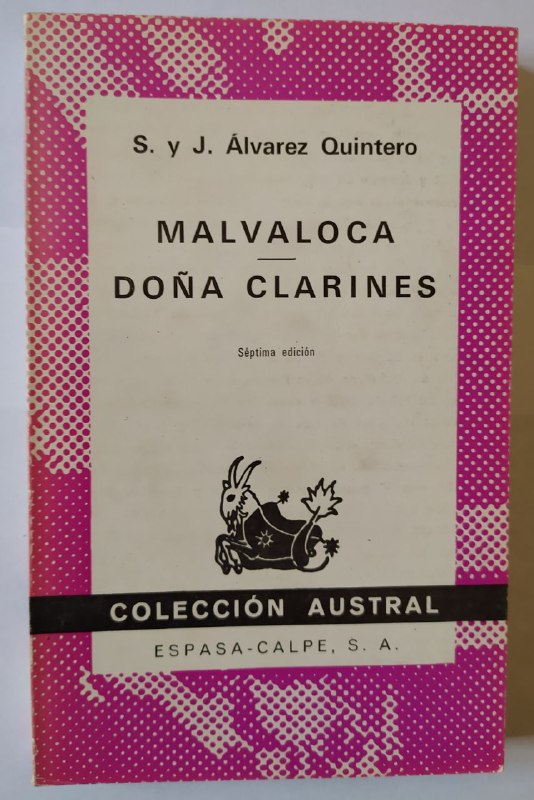 S. y J. Álvarez Quintero
MALVALOCA
DOÑA CLARINES
Séptima edición
COLECCIÓN AUSTRAL
ESPASA-CALPE, S. A.